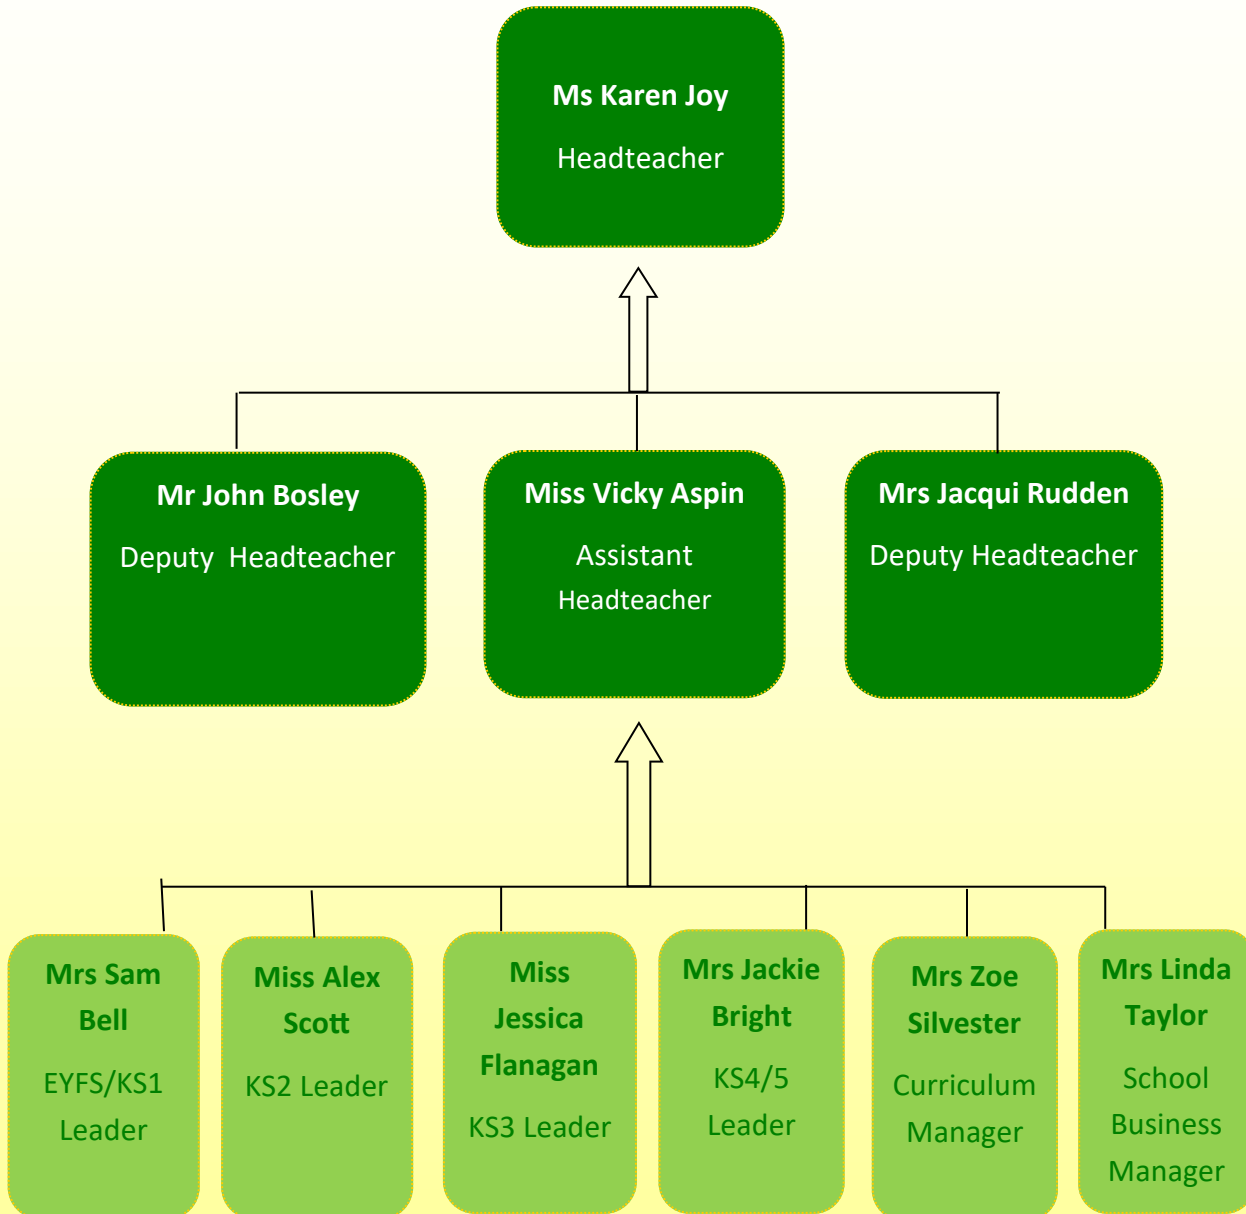 Ms Karen Joy
Headteacher
Mr John Bosley
Deputy Headteacher
Miss Vicky Aspin
Assistant
Headteacher
Mrs Jacqui Rudden
Deputy Headteacher
Mrs Sam
Bell
EYFS/KS1
Leader
Miss Alex
Scott
KS2 Leader
Miss
Jessica
Flanagan
KS3 Leader
Mrs Jackie
Bright
KS4/5
Leader
Mrs Zoe
Silvester
Curriculum
Manager
Mrs Linda
Taylor
School
Business
Manager